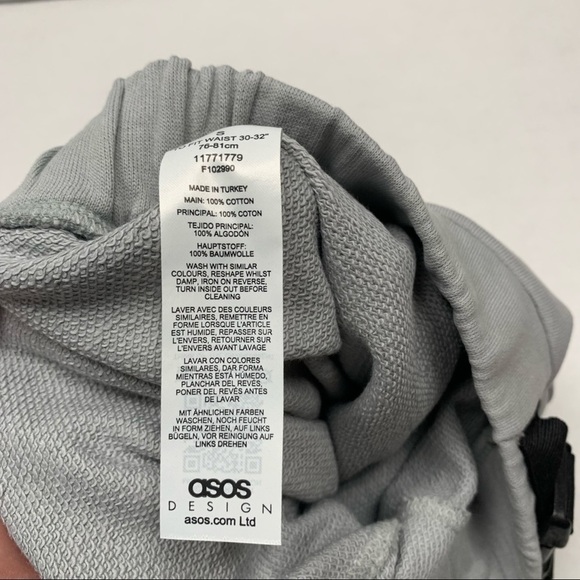 S
TO FIT WAIST 30-32"
76-81cm
11771779
F102990
MADE IN TURKEY
MAIN: 100% COTTON
PRINCIPAL: 100% COTON
TEJIDO PRINCIPAL:
100% ALGODÓN
HAUPTSTOFF:
100% BAUMWOLLE
WASH WITH SIMILAR
COLOURS, RESHAPE WHILST
DAMP, IRON ON REVERSE,
TURN INSIDE OUT BEFORE
CLEANING
LAVER AVEC DES COULEURS
SIMILAIRES, REMETTRE EN
FORME LORSQUE L'ARTICLE
EST HUMIDE, REPASSER SUR
L'ENVERS, RETOURNER SUR
L'ENVERS AVANT LAVAGE
LAVAR CON COLORES
SIMILARES, DAR FORMA
MIENTRAS ESTÁ HÚMEDO,
PLANCHAR DEL REVÉS,
PONER DEL REVÉS ANTES
DE LAVAR
MIT ÄHNLICHEN FARBEN
WASCHEN, NOCH FEUCHT
IN FORM ZIEHEN, AUF LINKS
BÜGELN, VOR REINIGUNG AUF
LINKS DREHEN
asos
DESIGN
asos.com Ltd